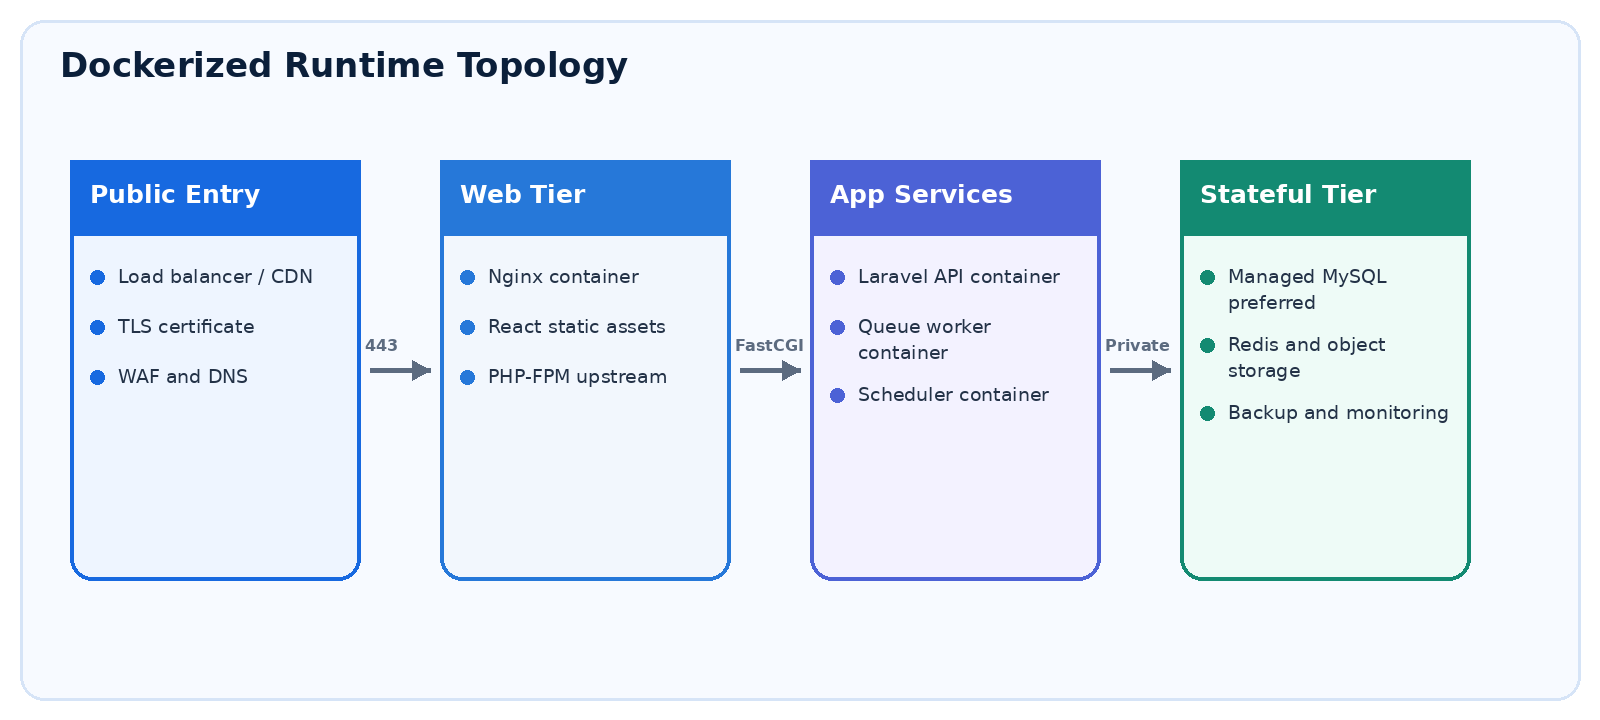 Dockerized Runtime Topology
Public Entry
Load balancer / CDN
TLS certificate
WAF and DNS
443
Web Tier
Nginx container
React static assets
PHP-FPM upstream
FastCGI
App Services
Laravel API container
Queue worker
container
Scheduler container
Private
Stateful Tier
Managed MySQL
preferred
Redis and object
storage
Backup and monitoring